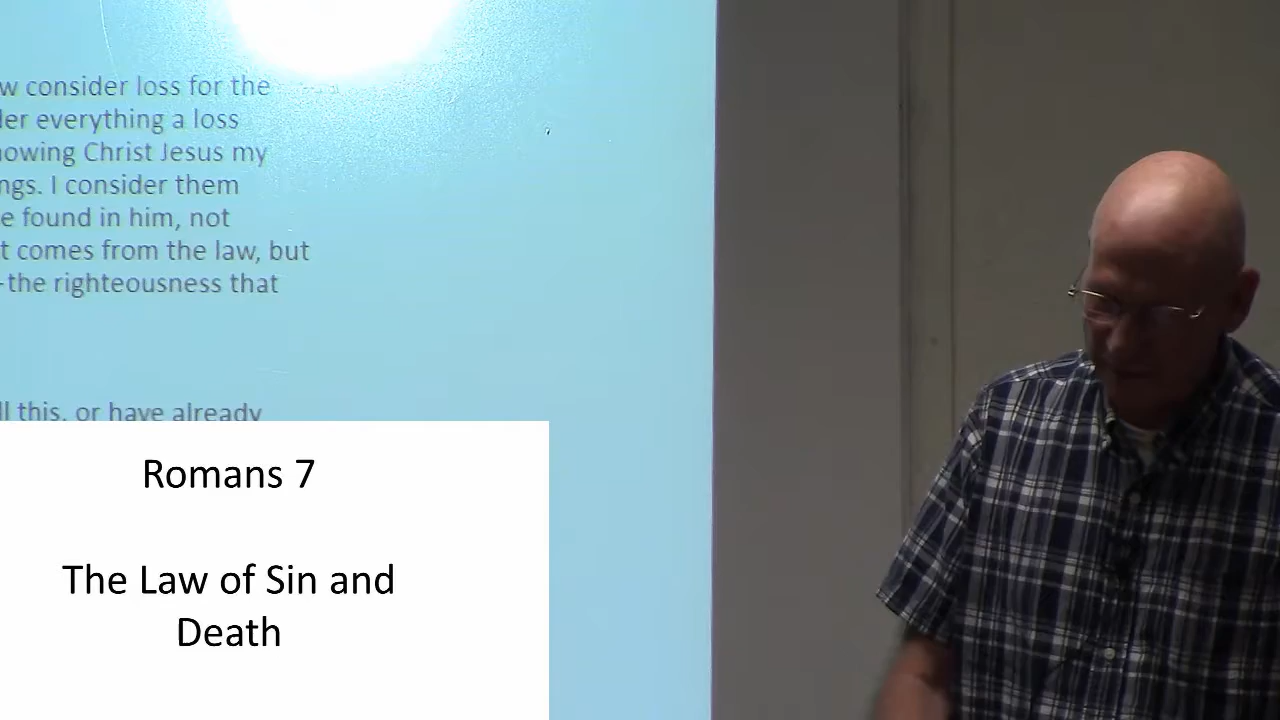 w consider loss for the
ler everything a loss
nowing Christ Jesus my
ngs. I consider them
e found in him, not
t comes from the law, but
-the righteousness that
ll this, or have already
Romans 7
The Law of Sin and
Death